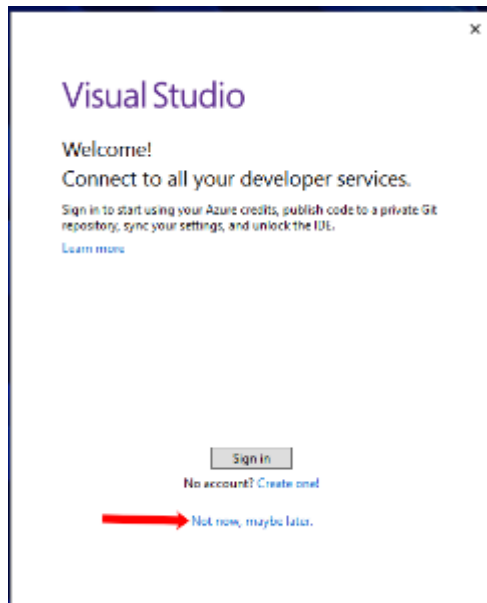 Visual Studio
Welcome!
Connect to all your developer services.
Sign in to start using your Azure credits, publish code to a private Git
repository, sync your settings, and unlock the IDE.
Learn more
Sign in
No account? Create one!
Not now, maybe later.